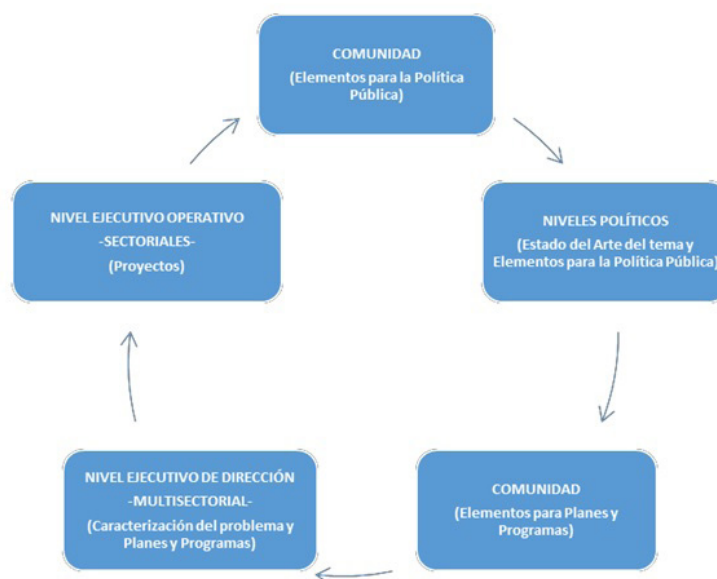 COMUNIDAD
(Elementos para la Política
Pública)
NIVELES POLÍTICOS
(Estado del Arte del tema y
Elementos para la Política Pública)
COMUNIDAD
(Elementos para Planes y
Programas)
NIVEL EJECUTIVO DE DIRECCIÓN
-MULTISECTORIAL-
(Caracterización del problema y
Planes y Programas)
NIVEL EJECUTIVO OPERATIVO
-SECTORIALES-
(Proyectos)